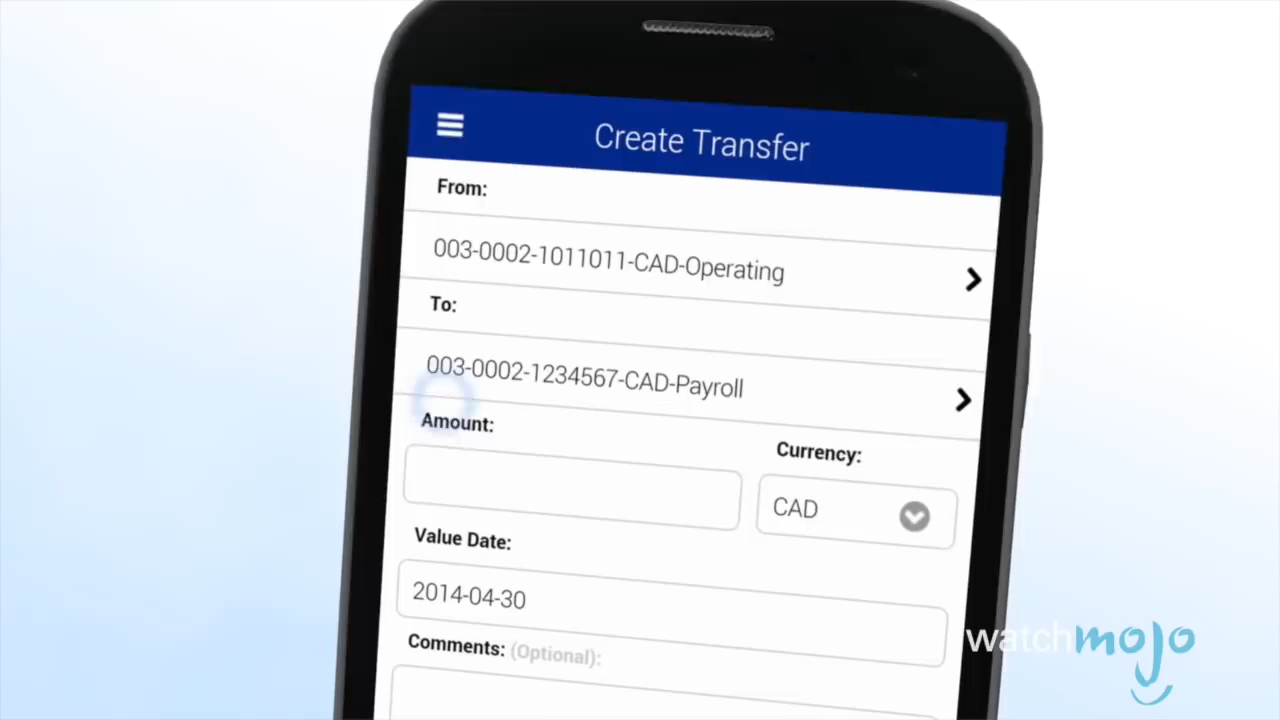 Create Transfer
From:
003-0002-1011011-CAD-Operating
To:
003-0002-1234567-CAD-Payroll
Amount:
Currency:
CAD
Value Date:
2014-04-30
Comments: (Optional):
watchmojo